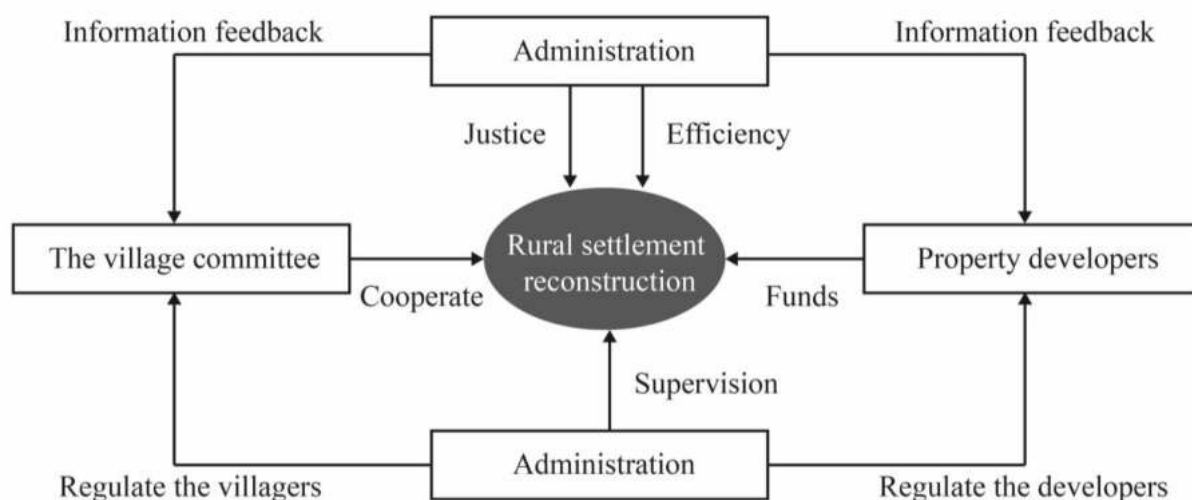 Information feedback
Administration
Information feedback
Justice
Efficiency
The village committee
Rural settlement
reconstruction
Property developers
Cooperate
Funds
Supervision
Administration
Regulate the villagers
Regulate the developers